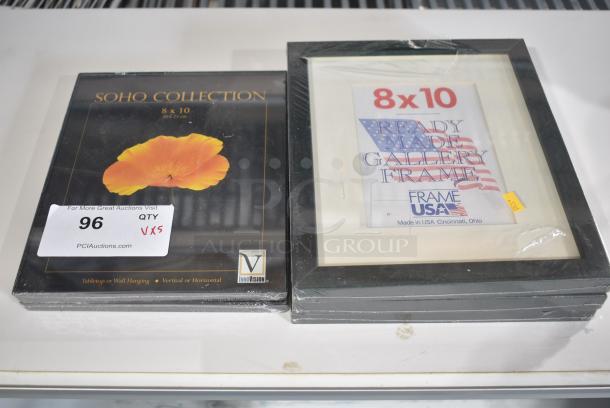 SOHO COLLECTION
8 x 10
For More Great Auctions Visit
96
QTY
VX5
PCIAuctions.com
Tabletop or Wall Hanging • Vertical or Horizontal
V
8x10
READY
MADE
GALLERY
FRAME
FRAME
USA
Made in USA Cincinnati, Ohio
PCI
AUCTION GROUP